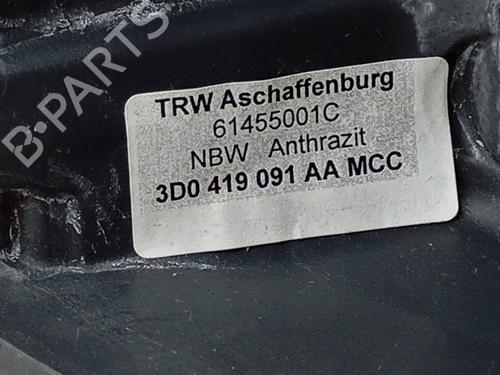 B-PARTS
TRW Aschaffenburg
61455001C
NBW Anthrazit
3D0 419 091 AA MCC